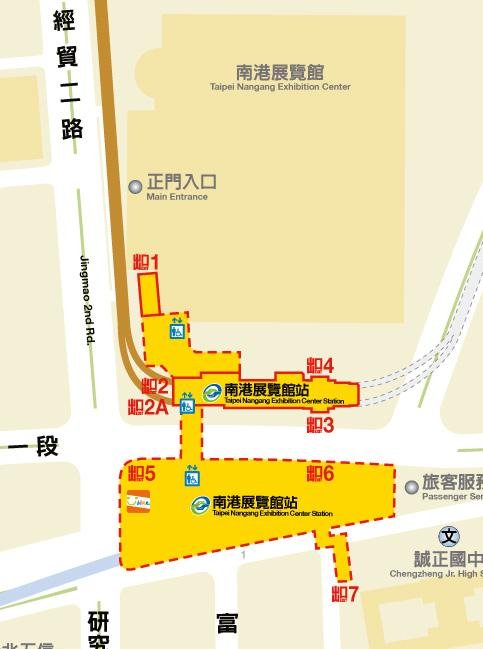 經貿二路
南港展覽館
Taipei Nangang Exhibition Center
正門入口
Main Entrance
Jingmao 2nd Rd.
出口1
出口4
出口2
南港展覽館站
Taipei Nangang Exhibition Center Station
出口2A
出口3
一段
出口5
出口6
旅客服務
Passenger Ser
南港展覽館站
Taipei Nangang Exhibition Center Station
文
誠正國中
Chengzheng Jr. High S
1
出口7
研究
富